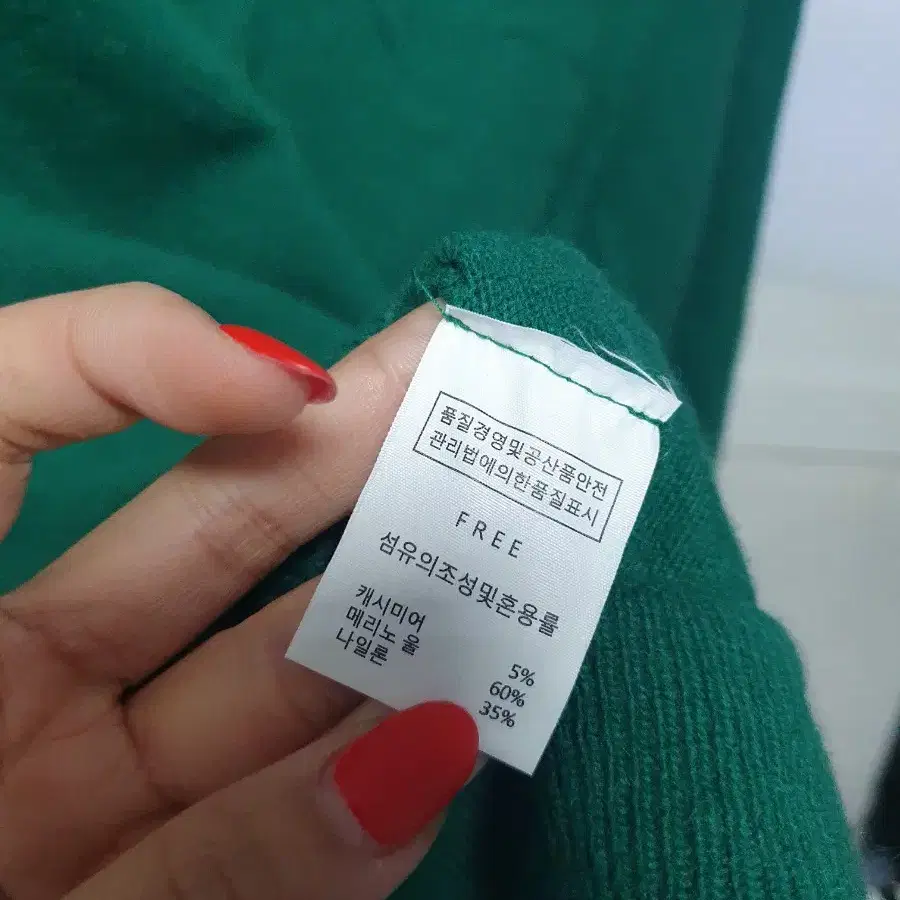 품질경영및공산품안전
관리법에의한품질표시
FREE
섬유의조성및혼용률
캐시미어 5%
메리노 울 60%
나일론 35%